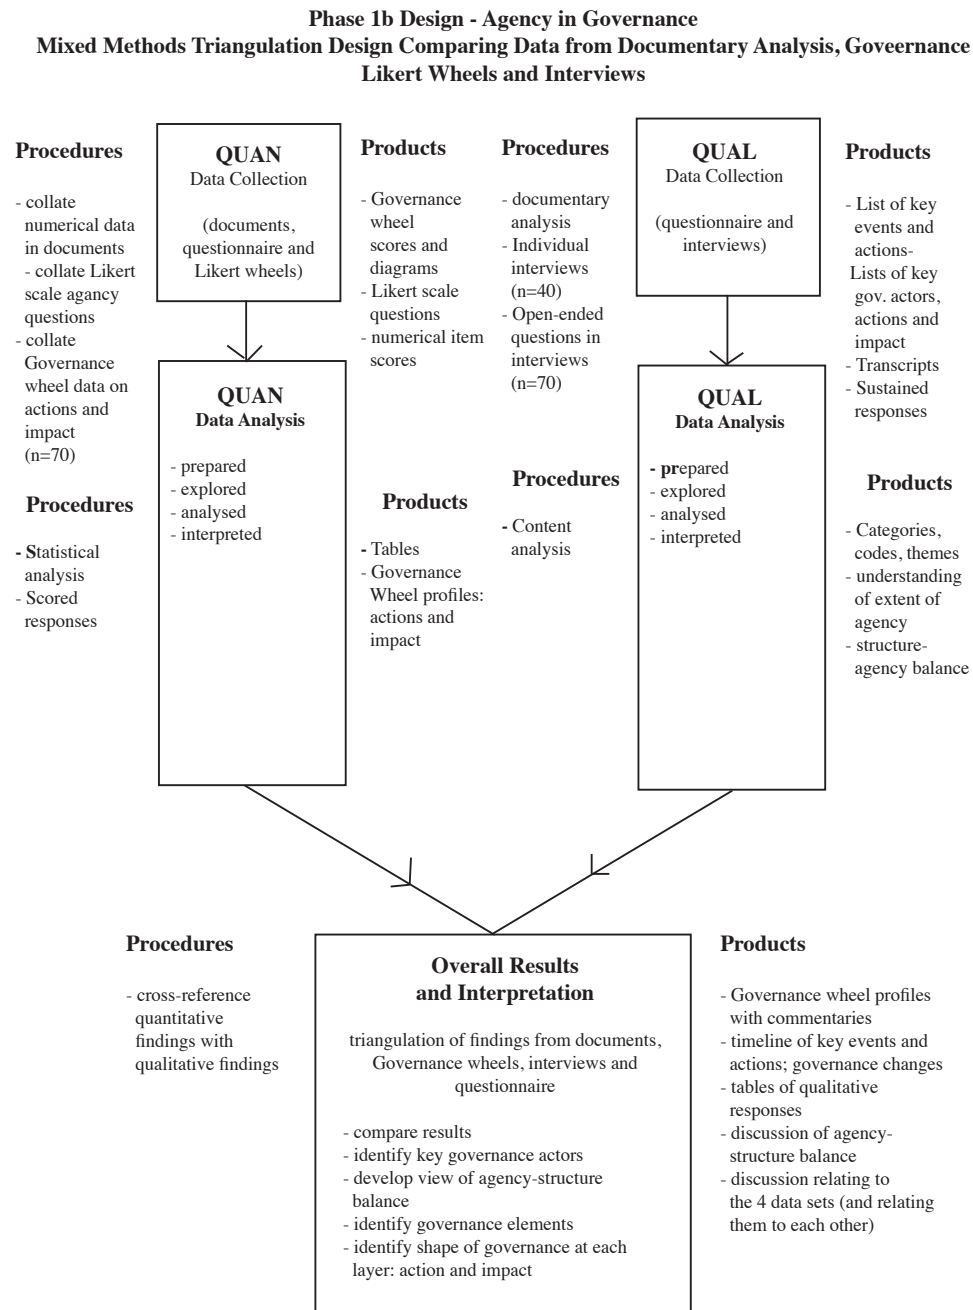 Phase 1b Design - Agency in Governance
Mixed Methods Triangulation Design Comparing Data from Documentary Analysis, Goveernance
Likert Wheels and Interviews
Procedures
- collate
numerical data
in documents
- collate Likert
scale agancy
questions
- collate
Governance
wheel data on
actions and
impact
(n=70)
QUAN
Data Collection
(documents,
questionnaire and
Likert wheels)
Products
- Governance
wheel
scores and
diagrams
- Likert scale
questions
- numerical item
scores
Procedures
- documentary
analysis
- Individual
interviews
(n=40)
- Open-ended
questions in
interviews
(n=70)
QUAL
Data Collection
(questionnaire and
interviews)
Products
- List of key
events and
actions-
Lists of key
gov. actors,
actions and
impact
- Transcripts
- Sustained
responses
Procedures
- Statistical
analysis
- Scored
responses
QUAN
Data Analysis
- prepared
- explored
- analysed
- interpreted
Products
- Tables
- Governance
Wheel profiles:
actions and
impact
Procedures
- Content
analysis
QUAL
Data Analysis
- prepared
- explored
- analysed
- interpreted
Products
- Categories,
codes, themes
- understanding
of extent of
agency
- structure-
agency balance
Procedures
- cross-reference
quantitative
findings with
qualitative findings
Overall Results
and Interpretation
triangulation of findings from documents,
Governance wheels, interviews and
questionnaire
- compare results
- identify key governance actors
- develop view of agency-structure
balance
- identify governance elements
- identify shape of governance at each
layer: action and impact
Products
- Governance wheel profiles
with commentaries
- timeline of key events and
actions; governance changes
- tables of qualitative
responses
- discussion of agency-
structure balance
- discussion relating to
the 4 data sets (and relating
them to each other)